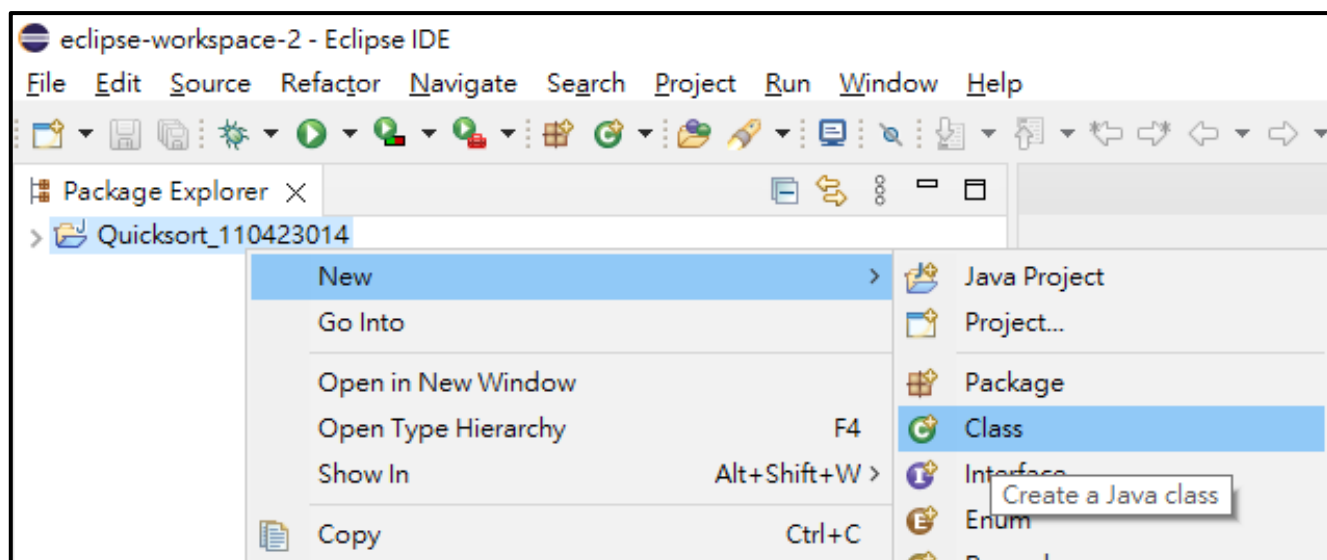 eclipse-workspace-2 - Eclipse IDE
File Edit Source Refactor Navigate Search Project Run Window Help
Package Explorer
Quicksort_110423014
New
Go Into
Open in New Window
Open Type Hierarchy F4
Show In Alt+Shift+W
Copy Ctrl+C
Java Project
Project...
Package
Class
Interface
Create a Java class
Enum